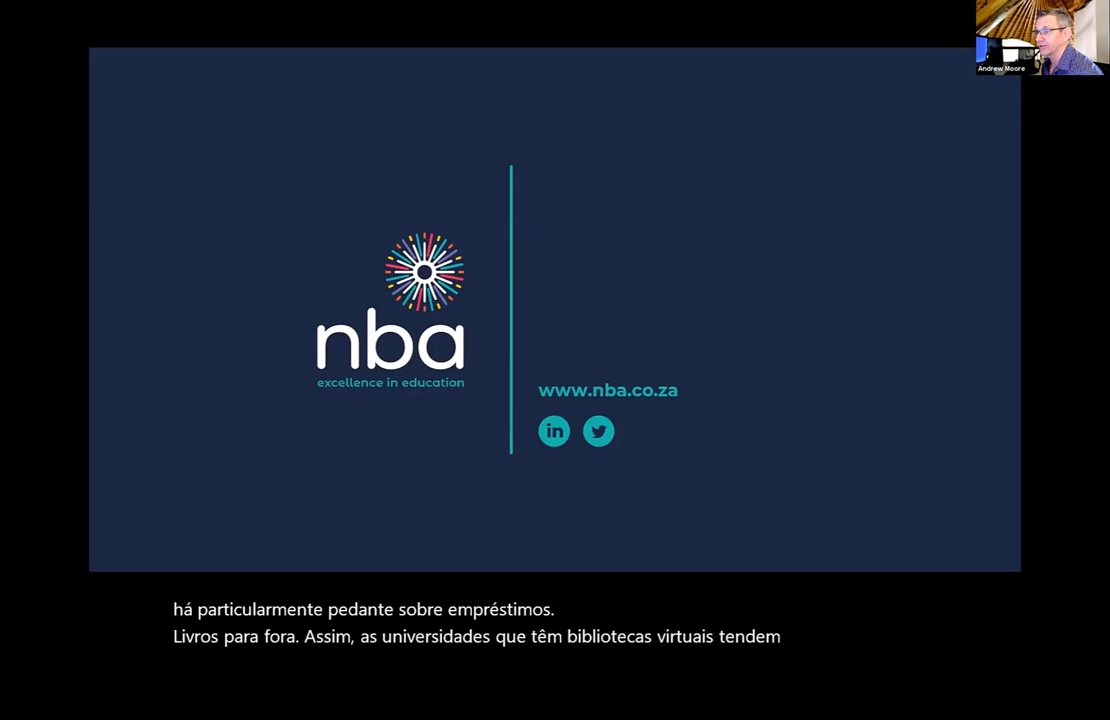 Andrew Moore
nba
excellence in education
www.nba.co.za
in
há particularmente pedante sobre empréstimos.
Livros para fora. Assim, as universidades que têm bibliotecas virtuais tendem